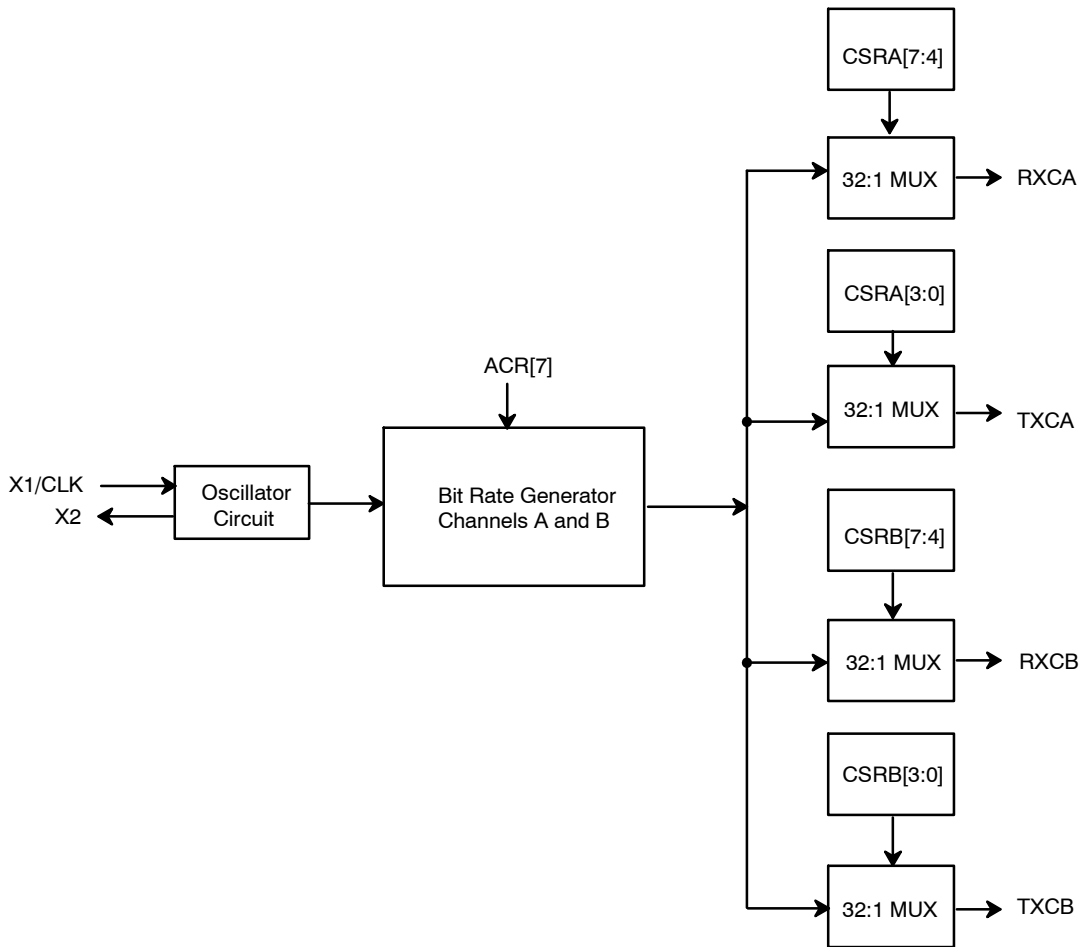 CSRA[7:4]
32:1 MUX
RXCA
CSRA[3:0]
ACR[7]
32:1 MUX
TXCA
X1/CLK
X2
Oscillator
Circuit
Bit Rate Generator
Channels A and B
CSRB[7:4]
32:1 MUX
RXCB
CSRB[3:0]
32:1 MUX
TXCB